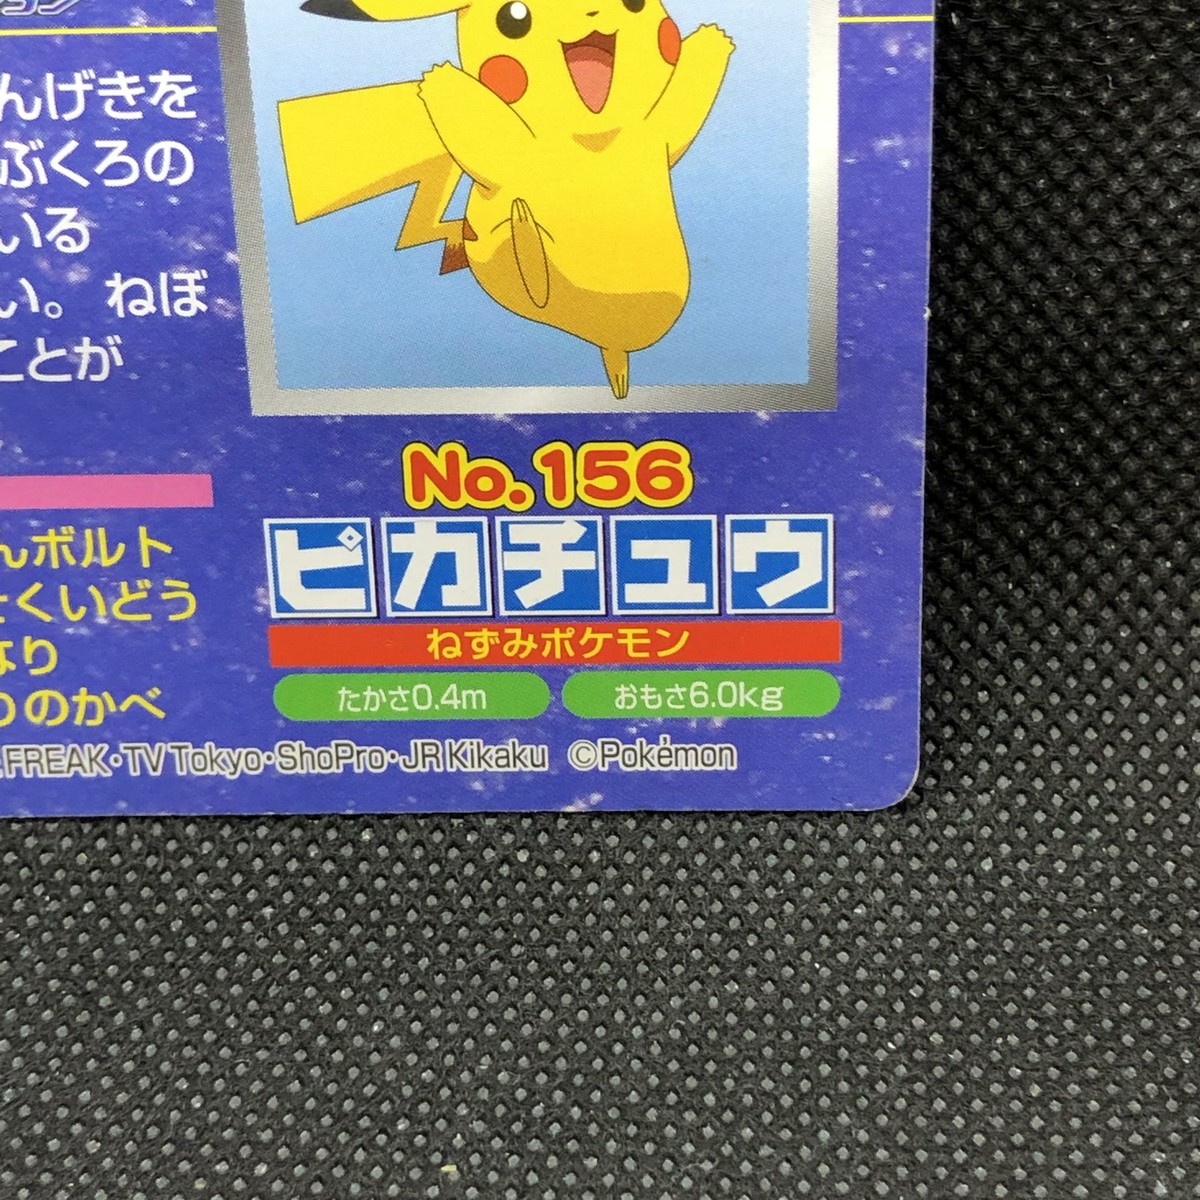 ョン
んげきを
ぶくろの
いる
い。 ねぼ
ことが
No.156
ピカチュウ
ねずみポケモン
たかさ0.4m おもさ6.0kg
んボルト
くいどう
なり
のかべ
FREAK・TV Tokyo・ShoPro・JR Kikaku ©Pokémon